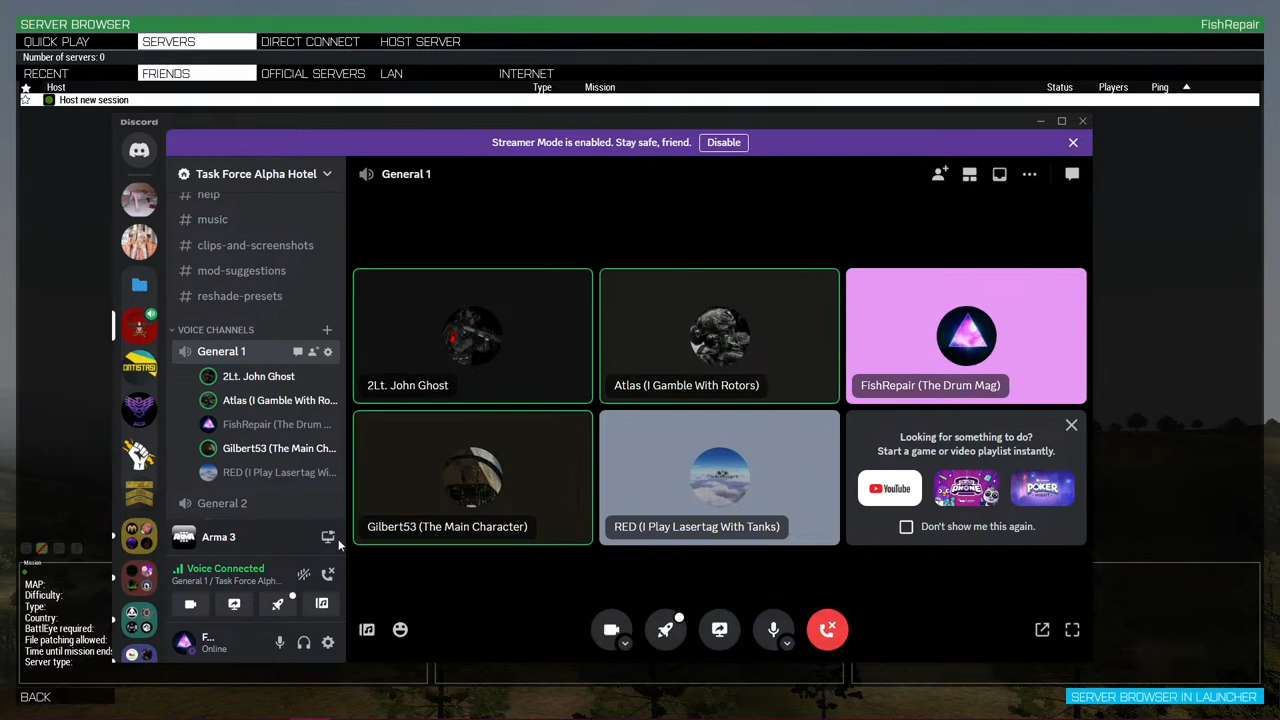 SERVER BROWSER
FishRepair
QUICK PLAY
SERVERS
DIRECT CONNECT
HOST SERVER
Number of servers: 0
RECENT
FRIENDS
OFFICIAL SERVERS
LAN
INTERNET
Host
Type
Mission
Status
Players
Ping
Host new session
Discord
Streamer Mode is enabled. Stay safe, friend.
Disable
Task Force Alpha Hotel
General 1
# help
# music
# clips-and-screenshots
# mod-suggestions
# reshade-presets
VOICE CHANNELS
General 1
2Lt. John Ghost
Atlas (I Gamble With Ro...
FishRepair (The Drum ...
Gilbert53 (The Main Ch...
RED (I Play Lasertag Wi...
General 2
Arma 3
Voice Connected
General 1 / Task Force Alph...
F...
Online
2Lt. John Ghost
Atlas (I Gamble With Rotors)
FishRepair (The Drum Mag)
Gilbert53 (The Main Character)
RED (I Play Lasertag With Tanks)
Looking for something to do?
Start a game or video playlist instantly.
YouTube
POKER
Don't show me this again.
Mission
MAP:
Difficulty:
Type:
Country:
BattlEye required:
File patching allowed:
Time until mission ends
Server type:
BACK
SERVER BROWSER IN LAUNCHER